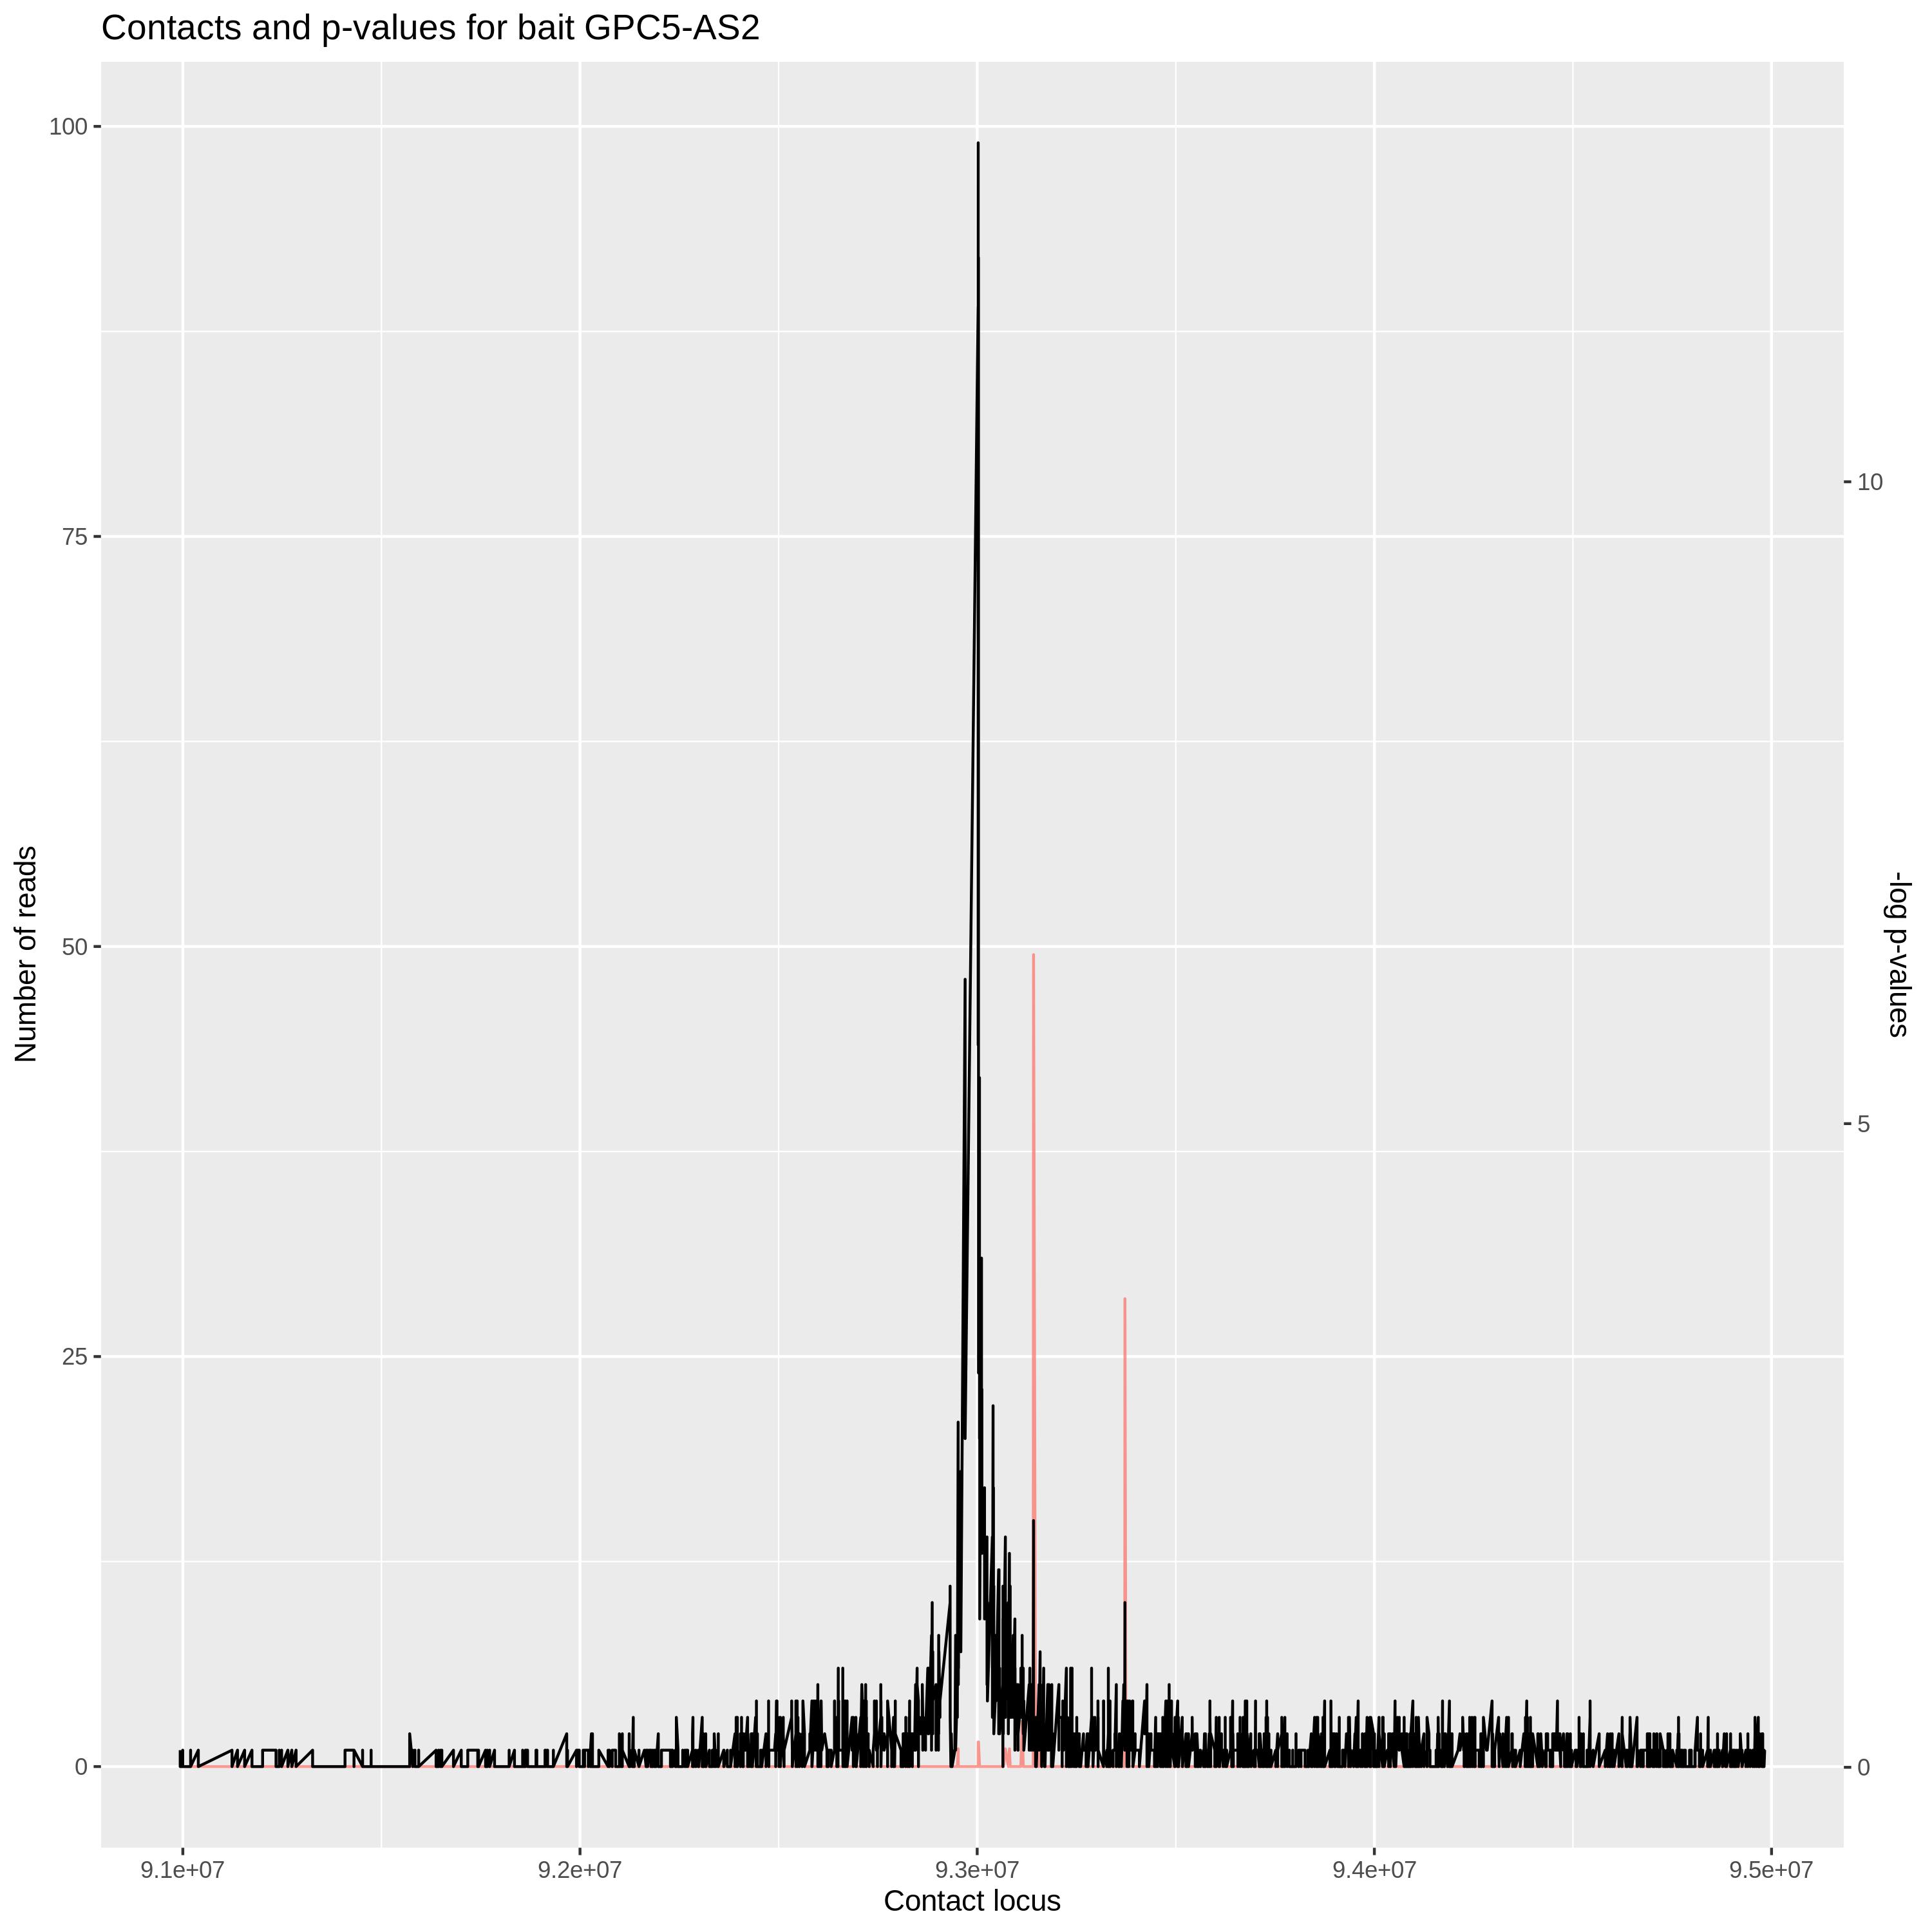 Contacts and p-values for bait GPC5-AS2
100
75
50
25
0
Number of reads
10
5
0
-log p-values
9.1e+07
9.2e+07
9.3e+07
9.4e+07
9.5e+07
Contact locus